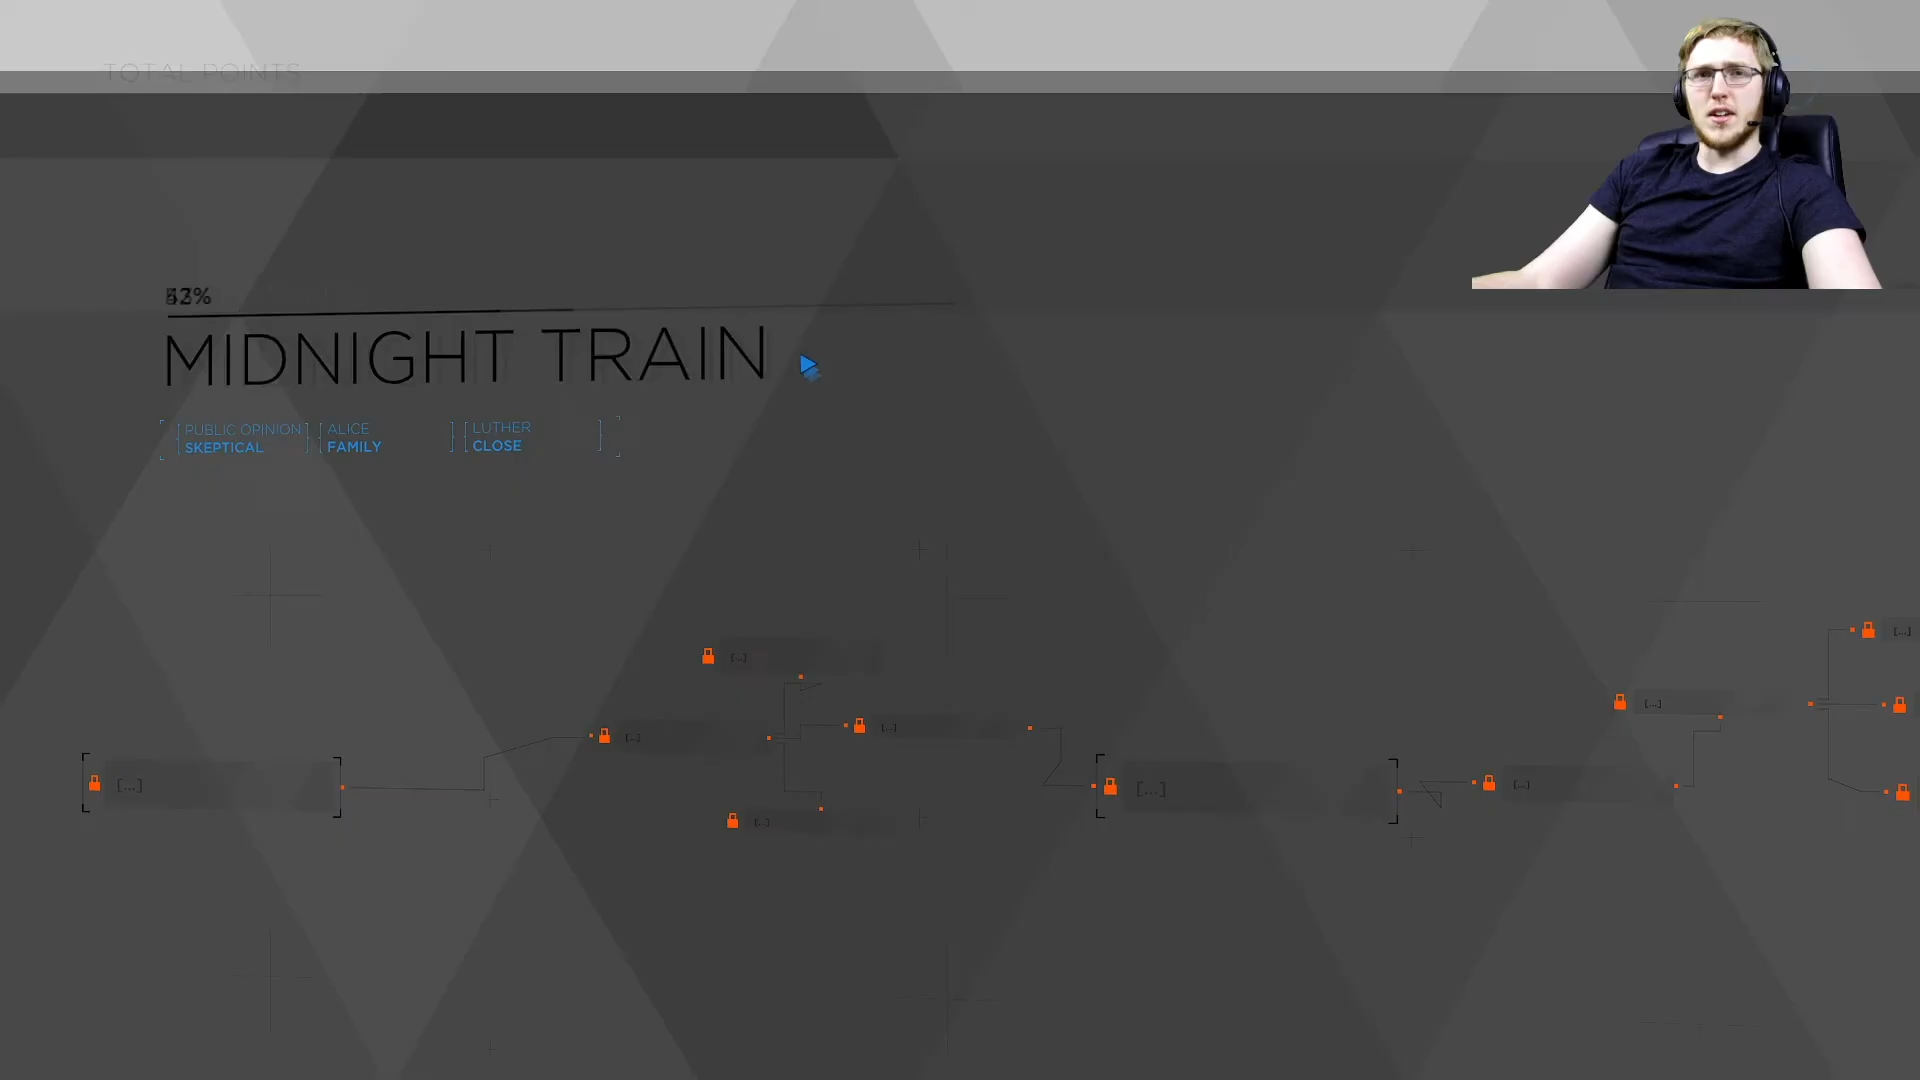 TOTAL POINTS
MIDNIGHT TRAIN
PUBLIC OPINION
SKEPTICAL
ALICE
FAMILY
LUTHER
CLOSE
[...]
[...]
[...]
[...]
[...]
[...]
[...]
[...]
[...]